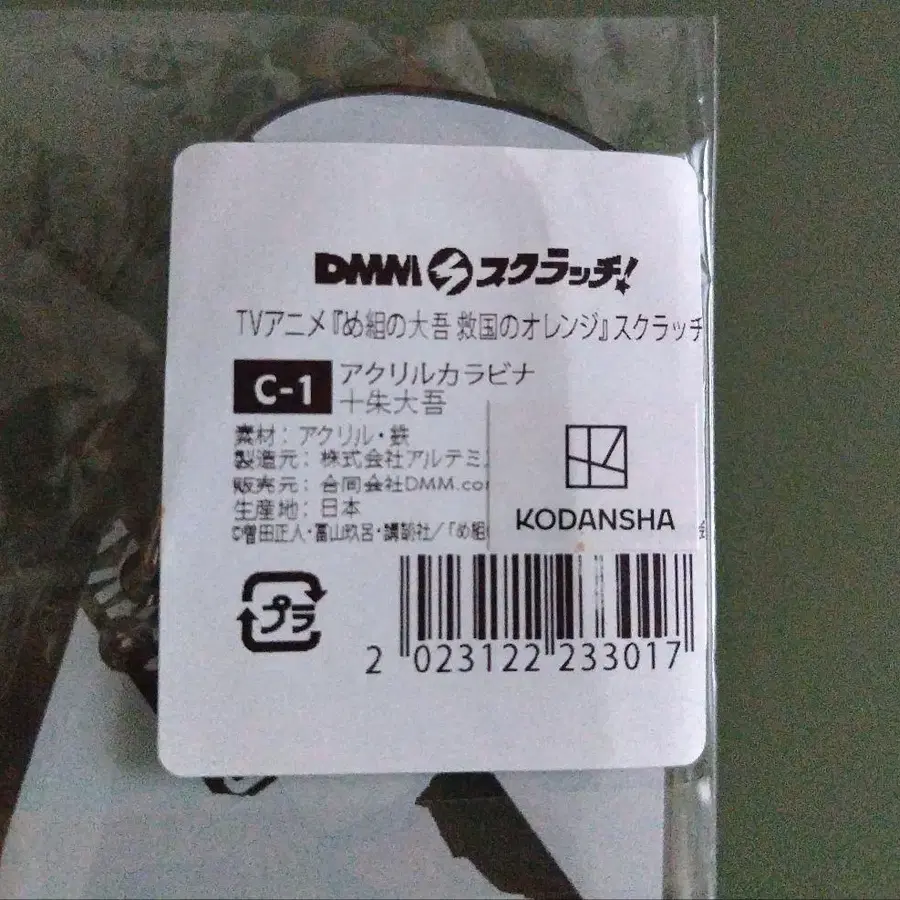 DMM スクラッチ!
TVアニメ『め組の大吾 救国のオレンジ』スクラッチ
C-1
アクリルカラビナ
十朱大吾
素材：アクリル・鉄
製造元：株式会社アルテミ
販売元：合同会社DMM.co
生産地：日本
©曽田正人・冨山玖呂・講談社/「め組
KODANSHA
プラ
2 023122 233017